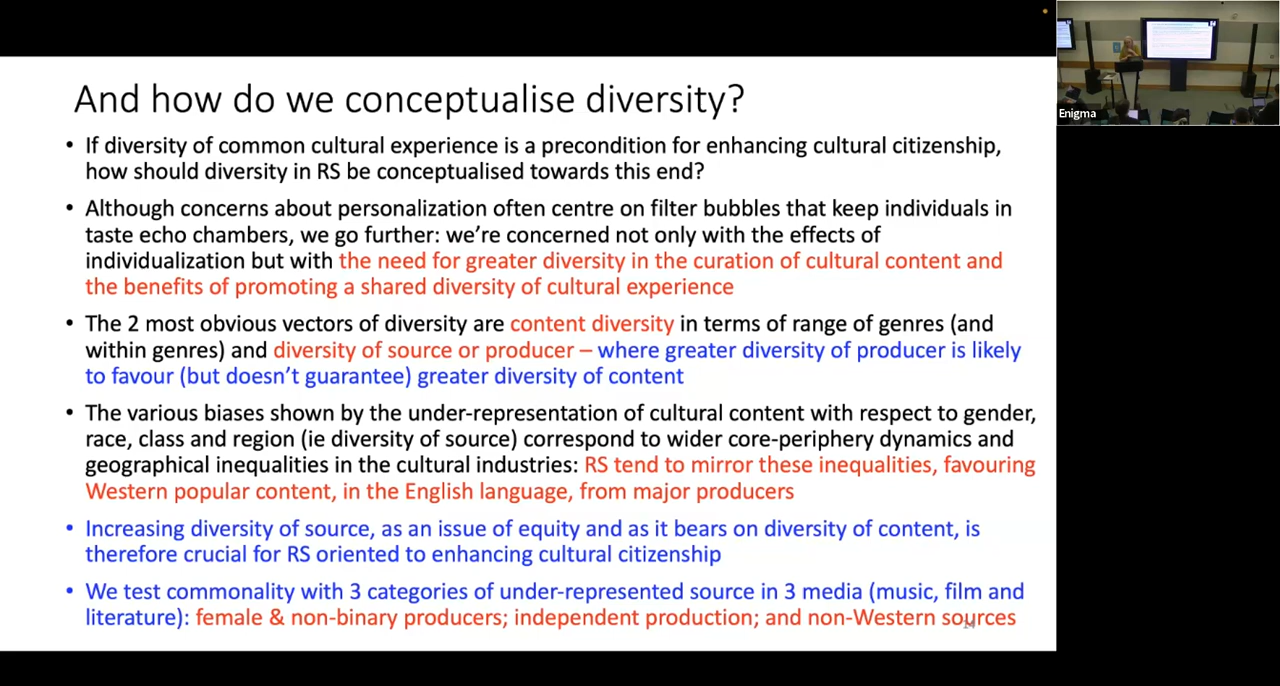 And how do we conceptualise diversity?
• If diversity of common cultural experience is a precondition for enhancing cultural citizenship,
how should diversity in RS be conceptualised towards this end?
• Although concerns about personalization often centre on filter bubbles that keep individuals in
taste echo chambers, we go further: we're concerned not only with the effects of
individualization but with the need for greater diversity in the curation of cultural content and
the benefits of promoting a shared diversity of cultural experience
• The 2 most obvious vectors of diversity are content diversity in terms of range of genres (and
within genres) and diversity of source or producer – where greater diversity of producer is likely
to favour (but doesn't guarantee) greater diversity of content
• The various biases shown by the under-representation of cultural content with respect to gender,
race, class and region (ie diversity of source) correspond to wider core-periphery dynamics and
geographical inequalities in the cultural industries: RS tend to mirror these inequalities, favouring
Western popular content, in the English language, from major producers
• Increasing diversity of source, as an issue of equity and as it bears on diversity of content, is
therefore crucial for RS oriented to enhancing cultural citizenship
• We test commonality with 3 categories of under-represented source in 3 media (music, film and
literature): female & non-binary producers; independent production; and non-Western sources
Enigma